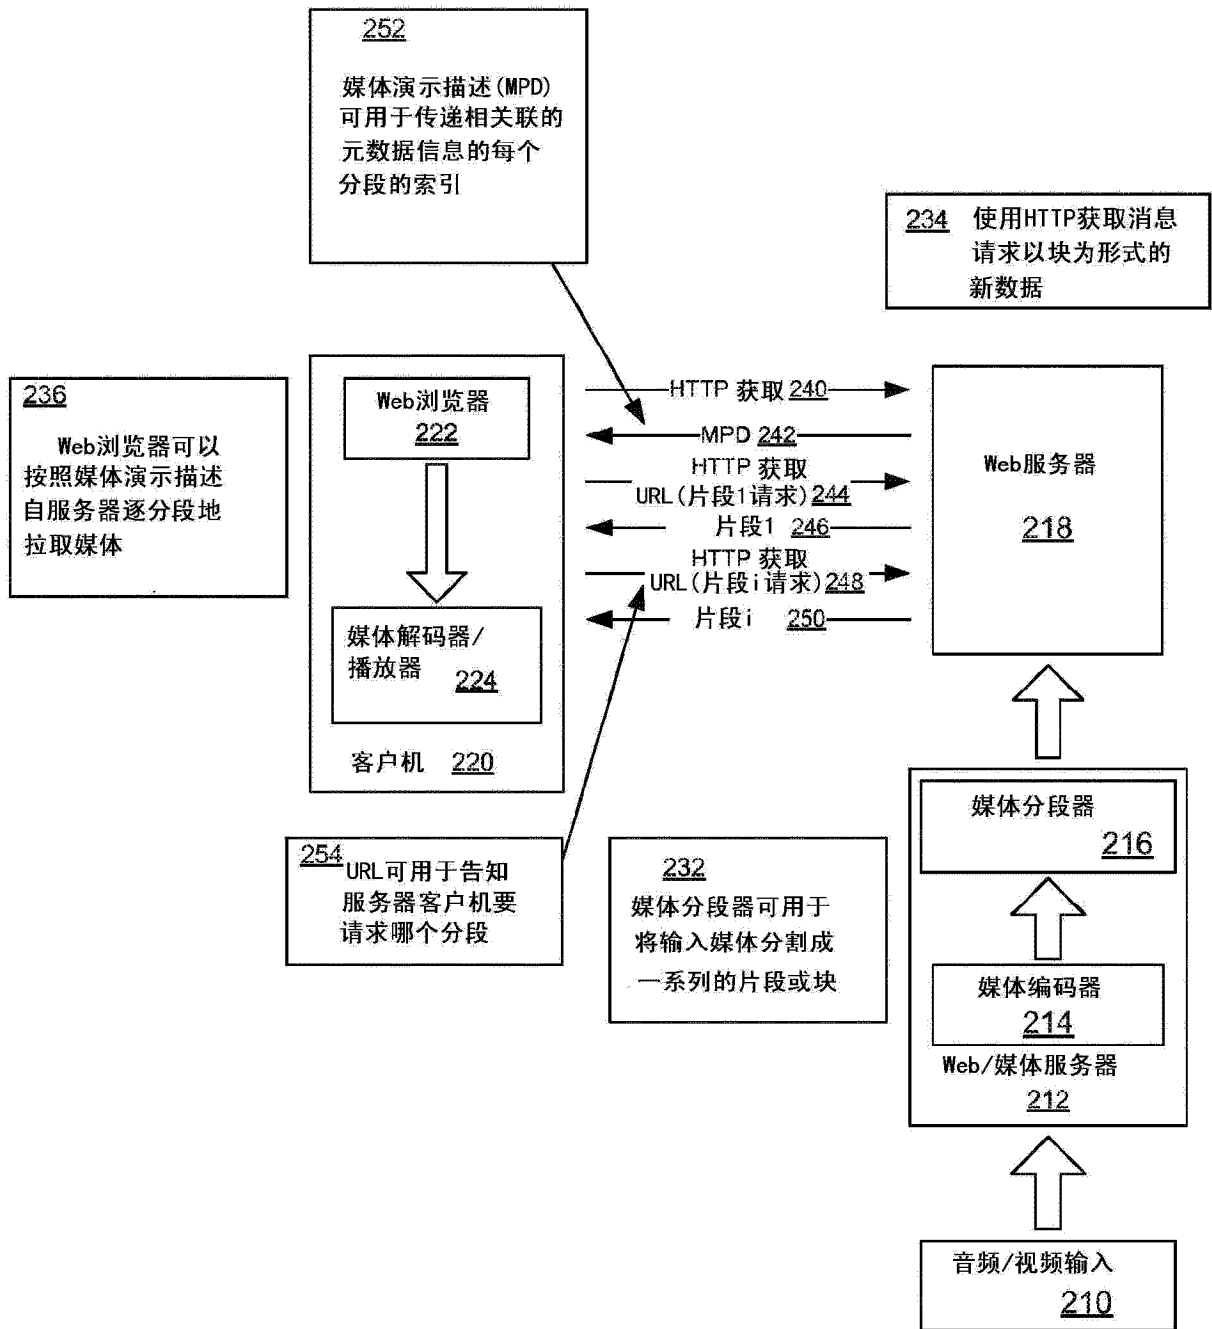 252
媒体演示描述(MPD)
可用于传递相关联的
元数据信息的每个
分段的索引
234 使用HTTP获取消息
请求以块为形式的
新数据
236
Web浏览器可以
按照媒体演示描述
自服务器逐分段地
拉取媒体
Web浏览器
222
媒体解码器/
播放器
224
客户机 220
HTTP 获取 240
MPD 242
HTTP 获取
URL(片段1请求) 244
片段1 246
HTTP 获取
URL(片段i请求) 248
片段i 250
Web服务器
218
254 URL可用于告知
服务器客户机要
请求哪个分段
232
媒体分段器可用于
将输入媒体分割成
一系列的片段或块
媒体分段器
216
媒体编码器
214
Web/媒体服务器
212
音频/视频输入
210